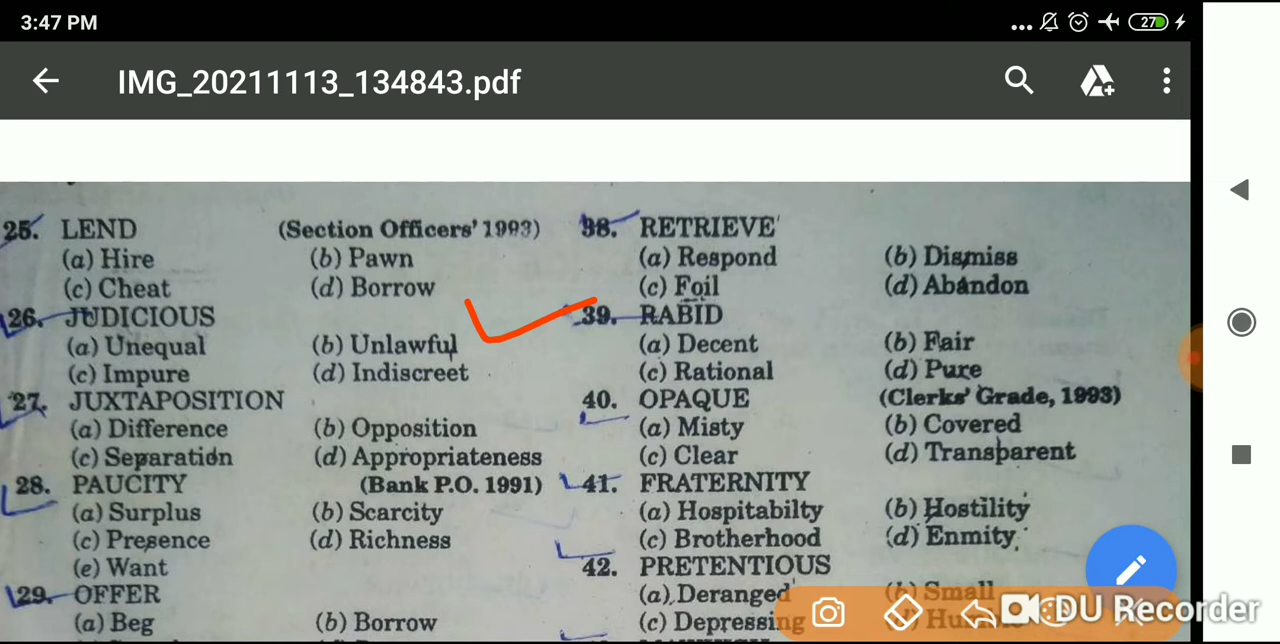 3:47 PM
27
IMG_20211113_134843.pdf
25. LEND (Section Officers' 1993)
(a) Hire (b) Pawn
(c) Cheat (d) Borrow
26. JUDICIOUS
(a) Unequal (b) Unlawful
(c) Impure (d) Indiscreet
27. JUXTAPOSITION
(a) Difference (b) Opposition
(c) Separation (d) Appropriateness
28. PAUCITY (Bank P.O. 1991)
(a) Surplus (b) Scarcity
(c) Presence (d) Richness
(e) Want
29. OFFER
(a) Beg (b) Borrow
38. RETRIEVE
(a) Respond (b) Dismiss
(c) Foil (d) Abandon
39. RABID
(a) Decent (b) Fair
(c) Rational (d) Pure
40. OPAQUE (Clerks' Grade, 1993)
(a) Misty (b) Covered
(c) Clear (d) Transparent
41. FRATERNITY
(a) Hospitabilty (b) Hostility
(c) Brotherhood (d) Enmity
42. PRETENTIOUS
(a) Deranged (b) Small
(c) Depressing (d)
DU Recorder